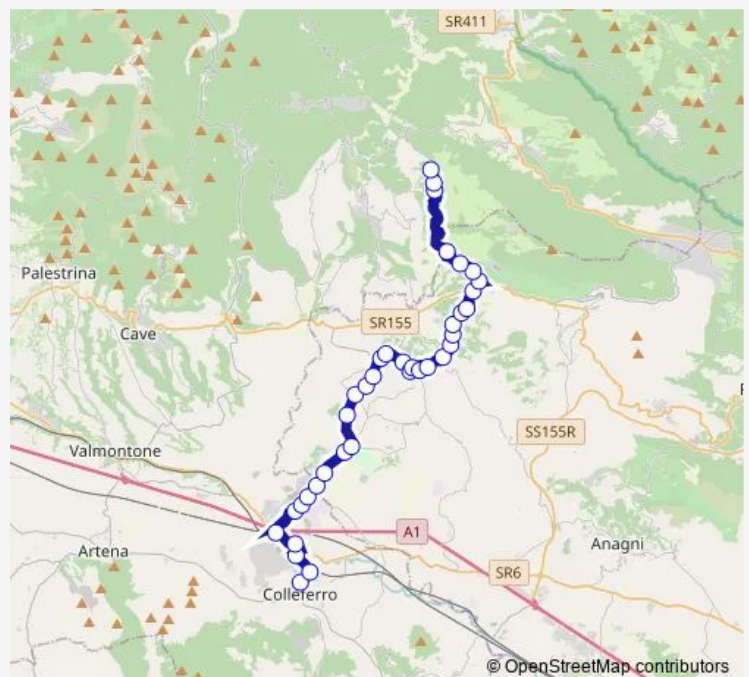 SR411
Palestrina
SR155
Cave
SS155R
Valmontone
A1
Anagni
Artena
SR6
Colleferro
© OpenStreetMap contributors